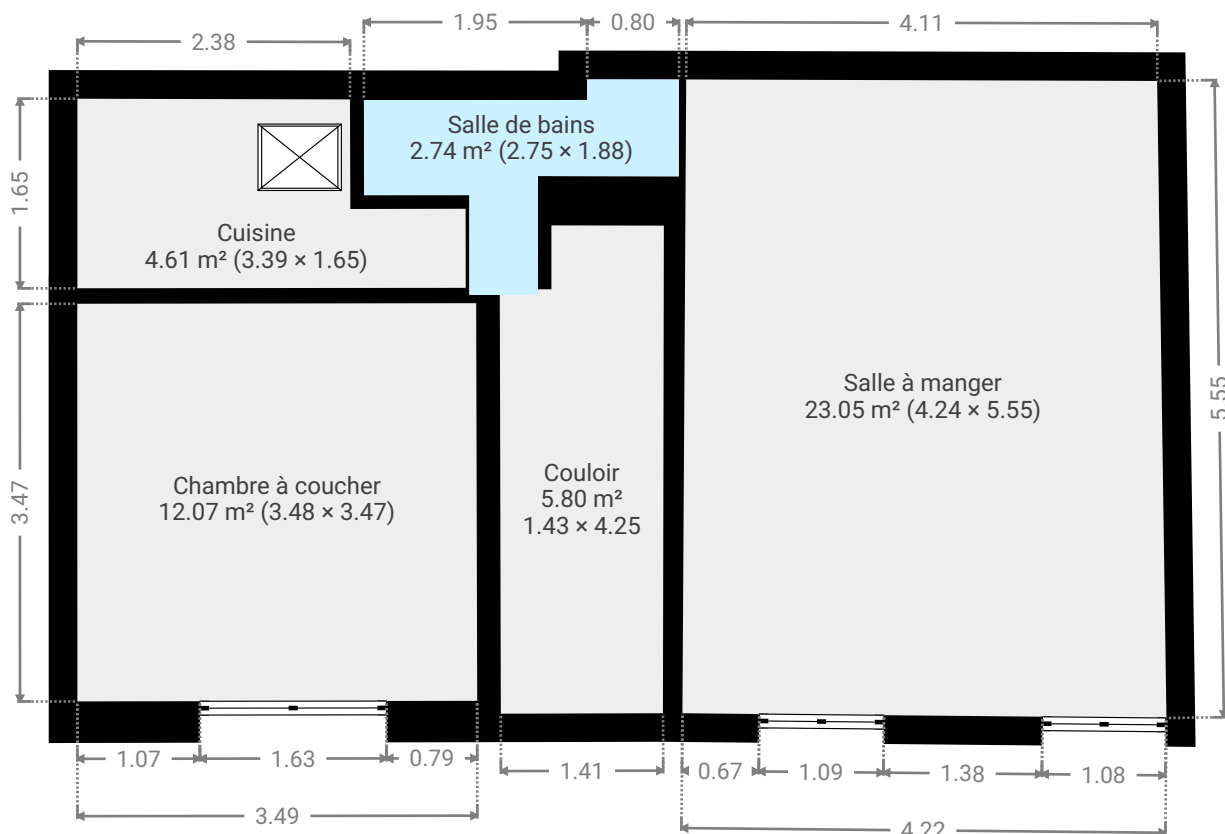 1.95
0.80
4.11
2.38
Salle de bains
2.74 m² (2.75 × 1.88)
1.65
Cuisine
4.61 m² (3.39 × 1.65)
Salle à manger
23.05 m² (4.24 × 5.55)
5.55
3.47
Chambre à coucher
12.07 m² (3.48 × 3.47)
Couloir
5.80 m²
1.43 × 4.25
1.07
1.63
0.79
1.41
0.67
1.09
1.38
1.08
3.49
4.22